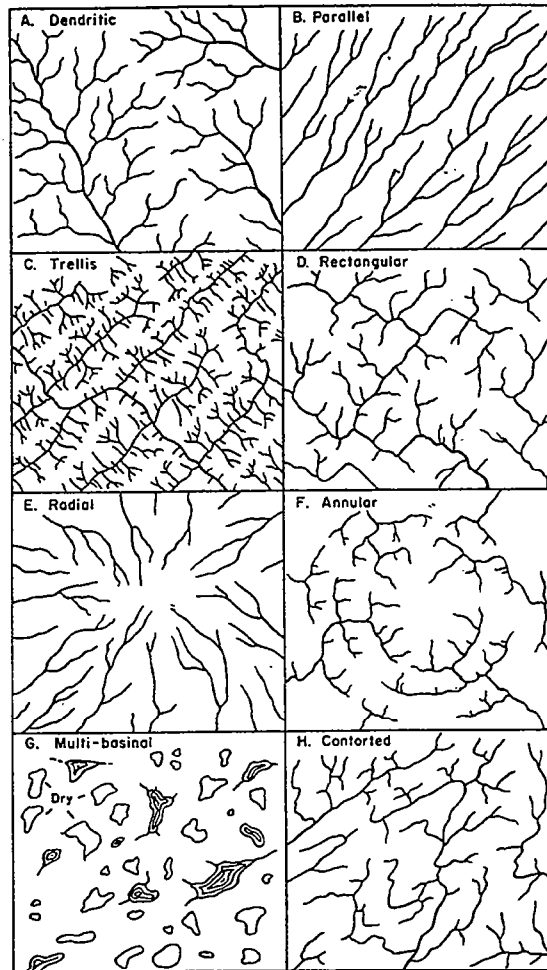 A. Dendritic
B. Parallel
C. Trellis
D. Rectangular
E. Radial
F. Annular
G. Multi-basinal
Dry
H. Contorted